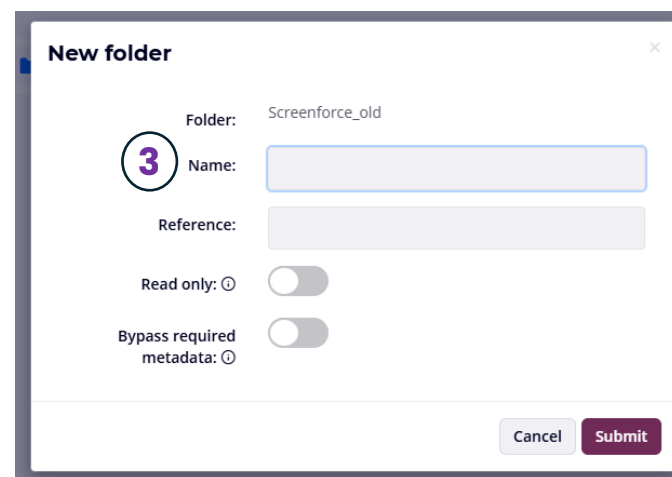 New folder
Folder: Screenforce_old
3 Name:
Reference:
Read only:
Bypass required
metadata:
Cancel Submit